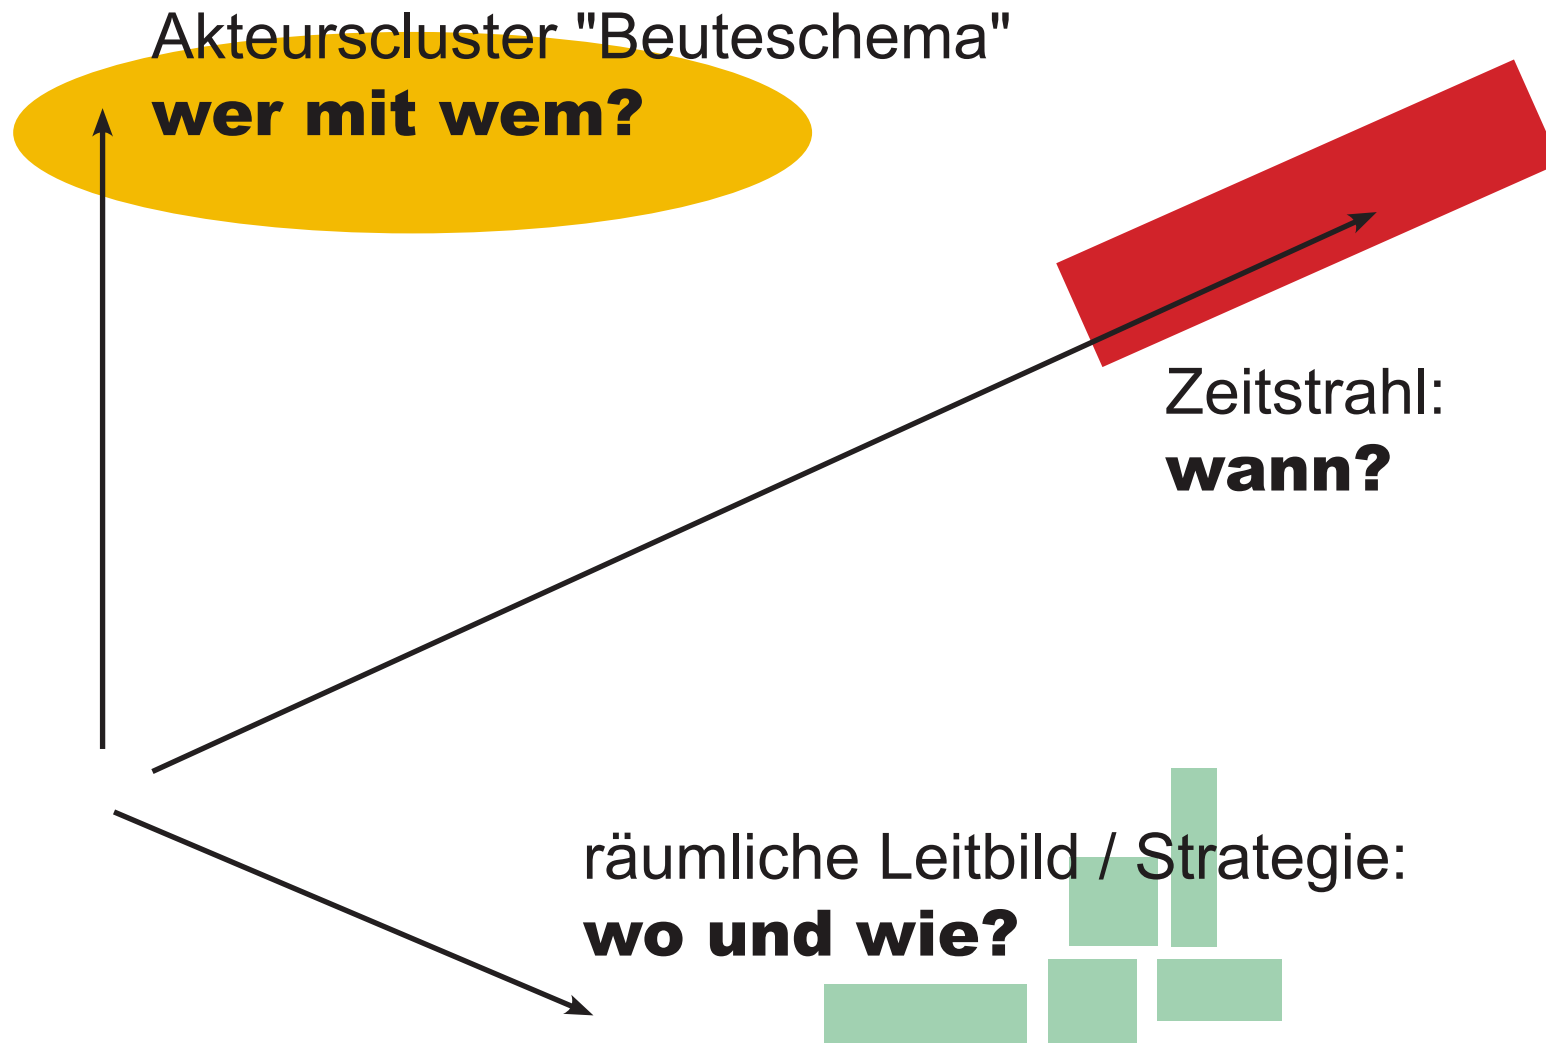 Akteurscluster "Beuteschema"
wer mit wem?
Zeitstrahl:
wann?
räumliche Leitbild / Strategie:
wo und wie?